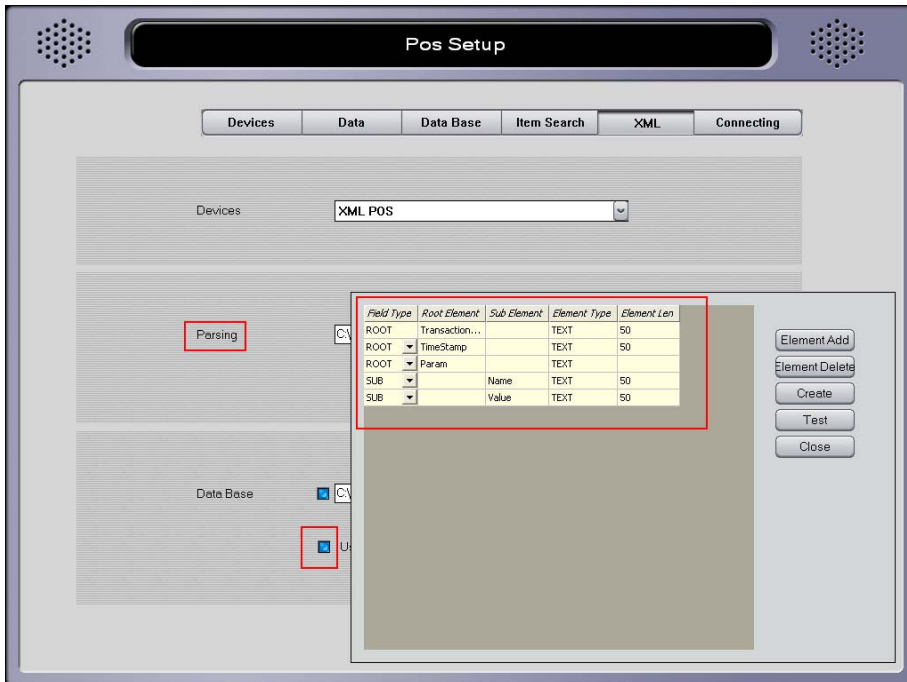 Pos Setup
Devices Data Data Base Item Search XML Connecting
Devices XML POS
Parsing C:\
Field Type Root Element Sub Element Element Type Element Len
ROOT Transaction... TEXT 50
ROOT TimeStamp TEXT 50
ROOT Param TEXT
SUB Name TEXT 50
SUB Value TEXT 50
Element Add
Element Delete
Create
Test
Close
Data Base C:\